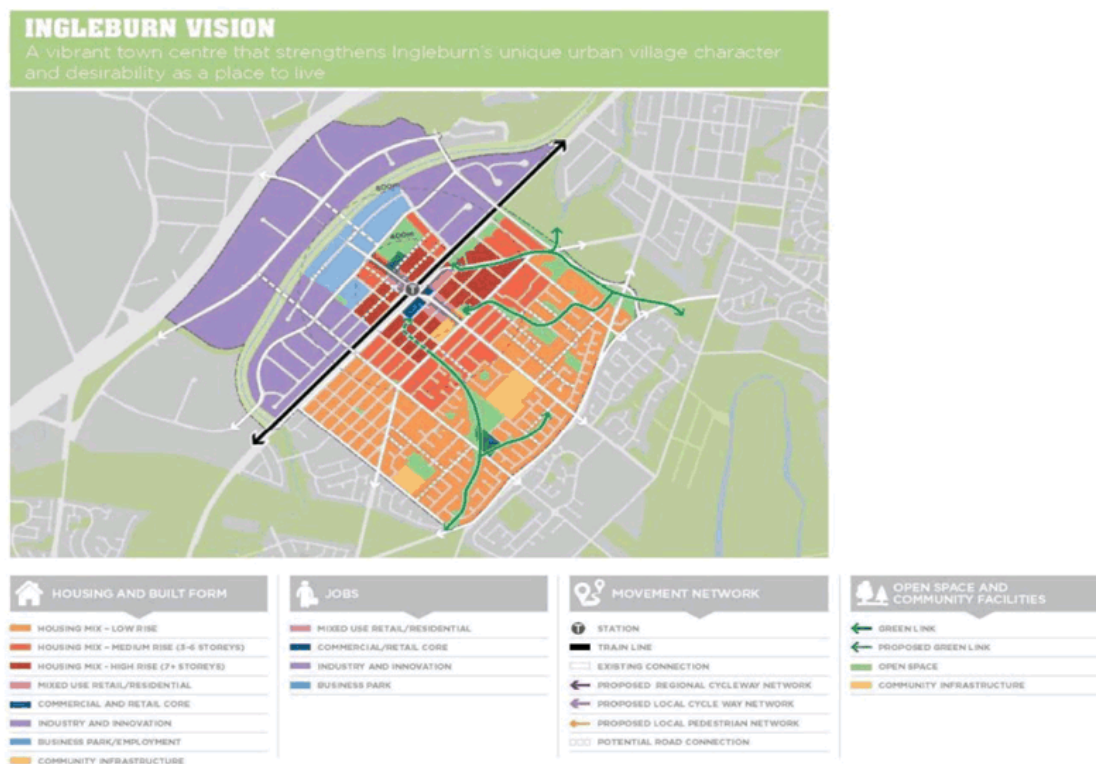 INGLEBURN VISION
A vibrant town centre that strengthens Ingleburn's unique urban village character
and desirability as a place to live
800m
400m
T
HOUSING AND BUILT FORM
HOUSING MIX – LOW RISE
HOUSING MIX – MEDIUM RISE (3-6 STOREYS)
HOUSING MIX - HIGH RISE (7+ STOREYS)
MIXED USE RETAIL/RESIDENTIAL
COMMERCIAL AND RETAIL CORE
INDUSTRY AND INNOVATION
BUSINESS PARK/EMPLOYMENT
COMMUNITY INFRASTRUCTURE
JOBS
MIXED USE RETAIL/RESIDENTIAL
COMMERCIAL/RETAIL CORE
INDUSTRY AND INNOVATION
BUSINESS PARK
MOVEMENT NETWORK
T STATION
TRAIN LINE
EXISTING CONNECTION
PROPOSED REGIONAL CYCLEWAY NETWORK
PROPOSED LOCAL CYCLE WAY NETWORK
PROPOSED LOCAL PEDESTRIAN NETWORK
POTENTIAL ROAD CONNECTION
OPEN SPACE AND
COMMUNITY FACILITIES
GREEN LINK
PROPOSED GREEN LINK
OPEN SPACE
COMMUNITY INFRASTRUCTURE